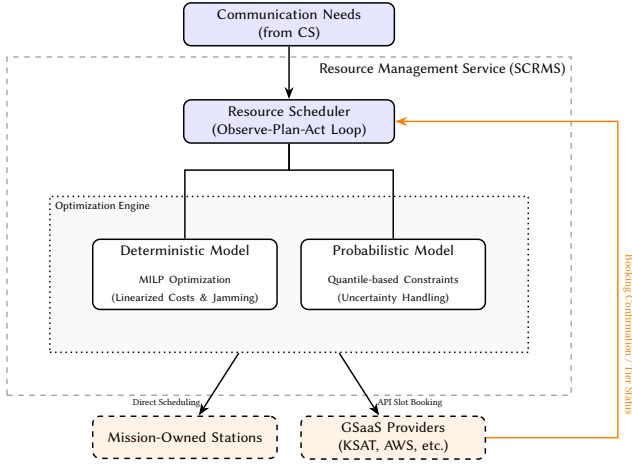 Communication Needs
(from CS)
Resource Management Service (SCRMS)
Resource Scheduler
(Observe-Plan-Act Loop)
Optimization Engine
Deterministic Model
MILP Optimization
(Linearized Costs & Jamming)
Probabilistic Model
Quantile-based Constraints
(Uncertainty Handling)
Booking Confirmation / Tier Status
Direct Scheduling
API Slot Booking
Mission-Owned Stations
GSaaS Providers
(KSAT, AWS, etc.)